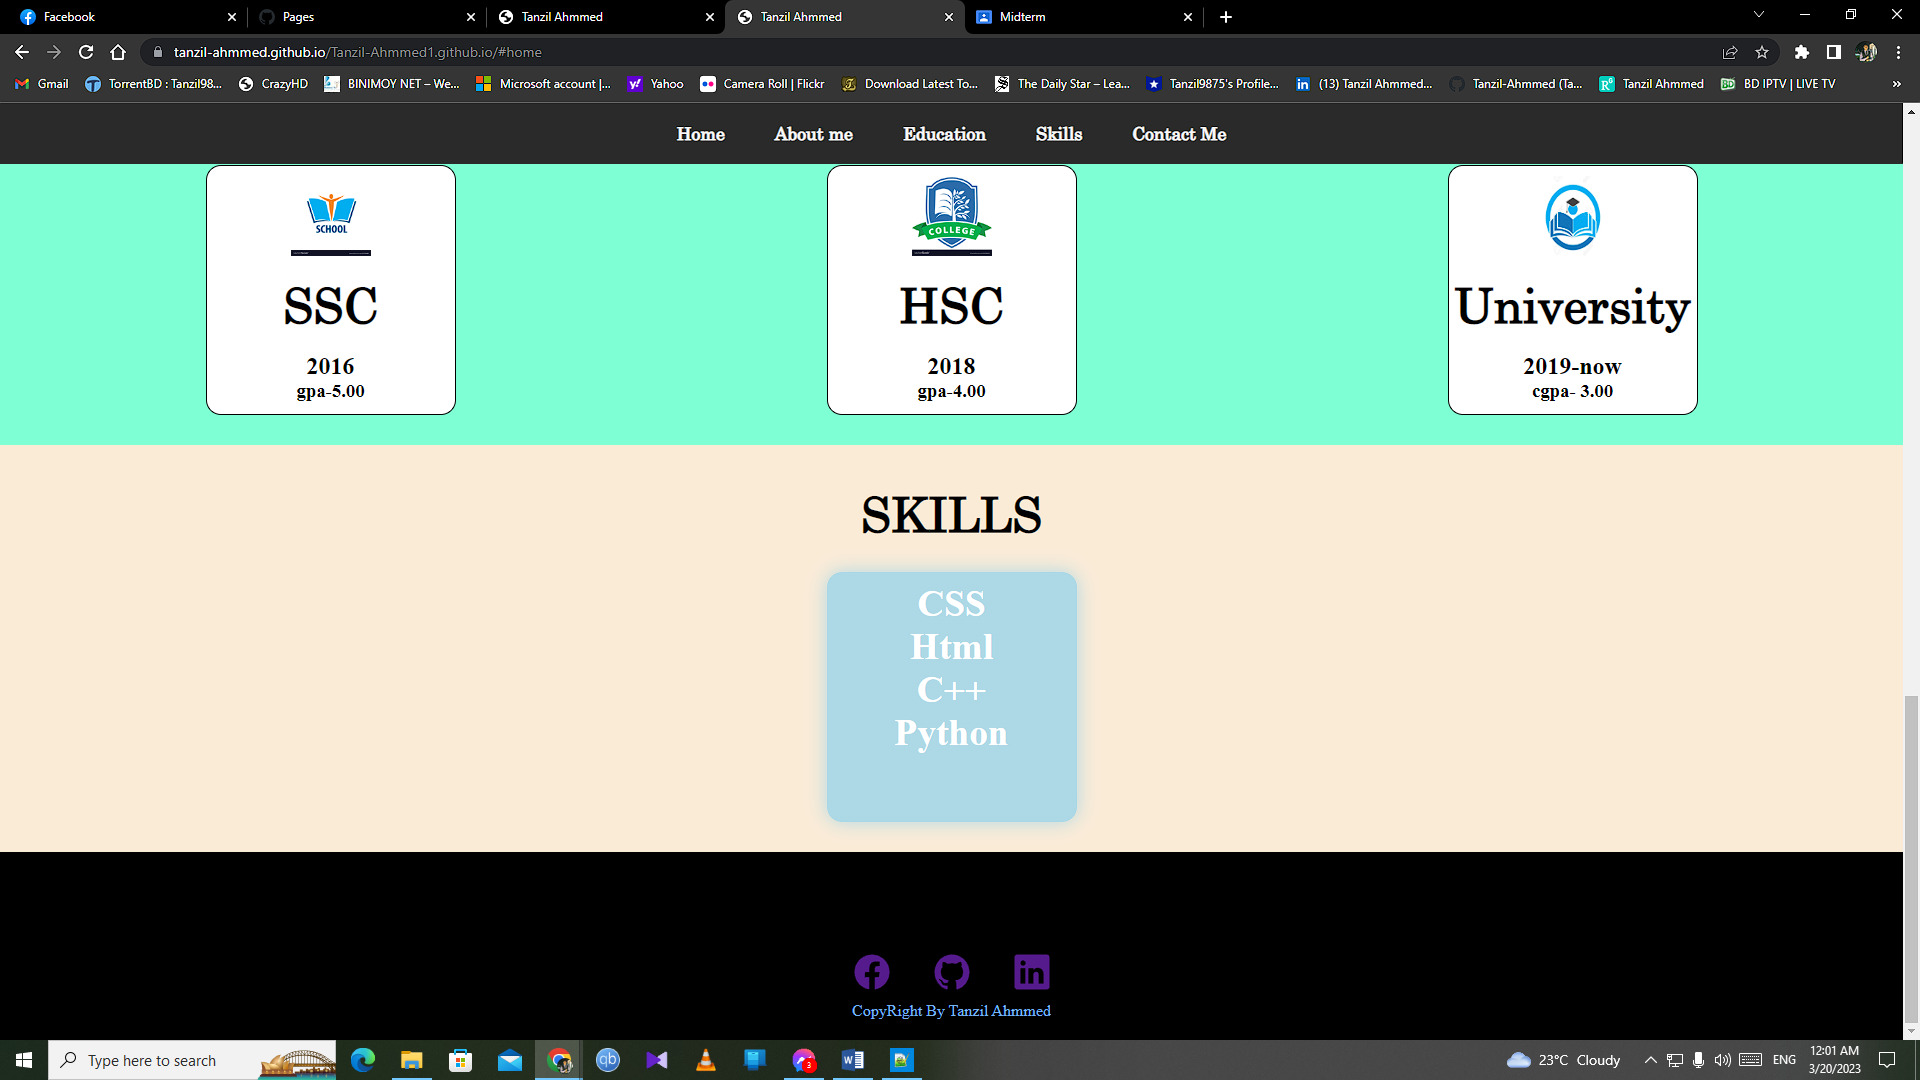 Facebook
Pages
Tanzil Ahmmed
Tanzil Ahmmed
Midterm
tanzil-ahmmed.github.io/Tanzil-Ahmmed1.github.io/#home
Gmail
TorrentBD : Tanzil98...
CrazyHD
BINIMOY NET – We...
Microsoft account |...
Yahoo
Camera Roll | Flickr
Download Latest To...
The Daily Star – Lea...
Tanzil9875's Profile...
(13) Tanzil Ahmmed...
Tanzil-Ahmmed (Ta...
Tanzil Ahmmed
BD IPTV | LIVE TV
Home
About me
Education
Skills
Contact Me
SCHOOL
SSC
2016
gpa-5.00
COLLEGE
HSC
2018
gpa-4.00
University
2019-now
cgpa- 3.00
SKILLS
CSS
Html
C++
Python
CopyRight By Tanzil Ahmmed
Type here to search
qb
3
23°C Cloudy
ENG
12:01 AM
3/20/2023